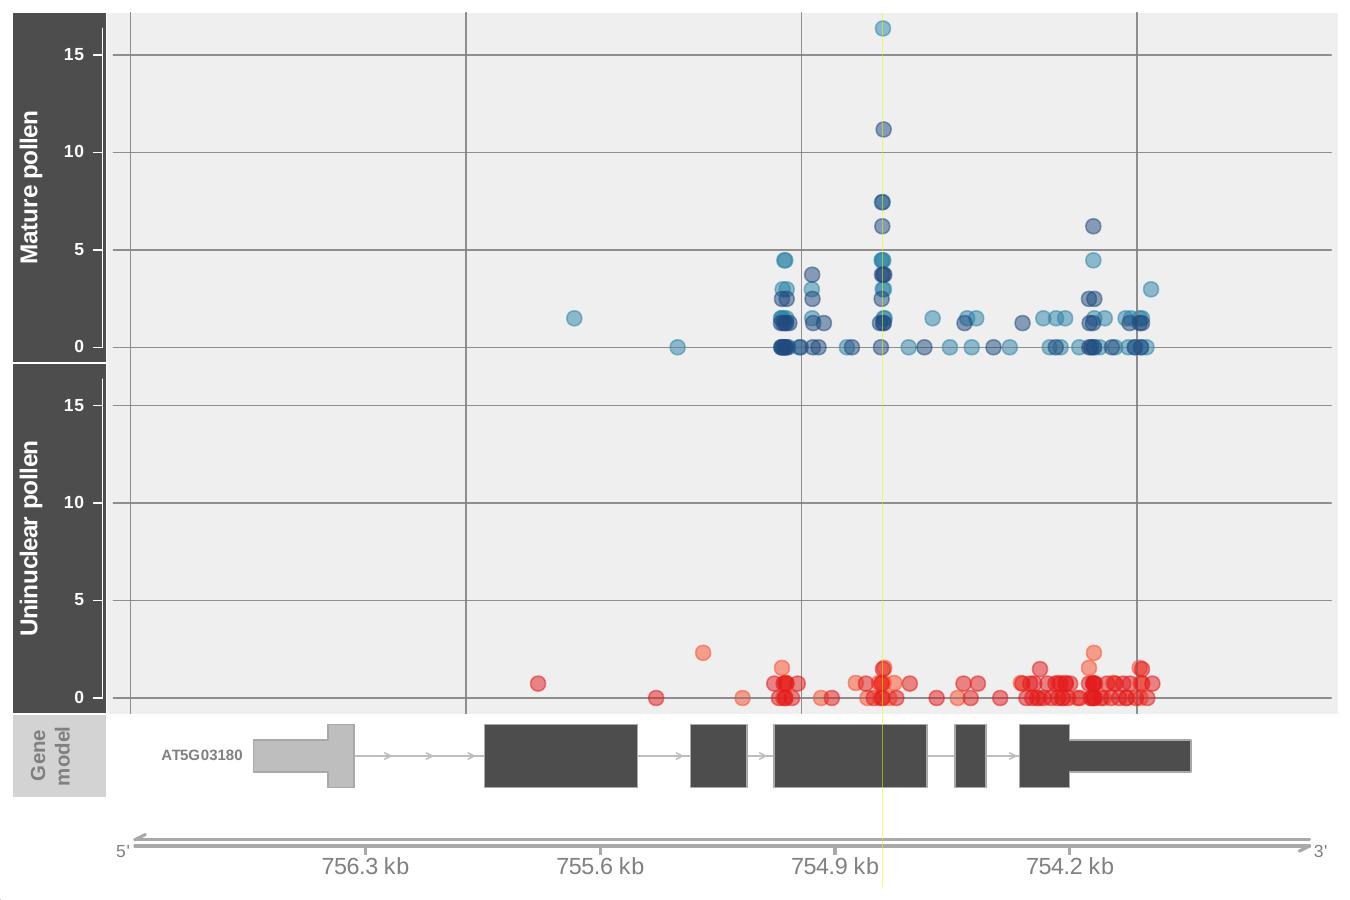 Mature pollen
15
10
5
0
Uninuclear pollen
15
10
5
0
Gene
model
AT5G03180
5'
3'
756.3 kb
755.6 kb
754.9 kb
754.2 kb